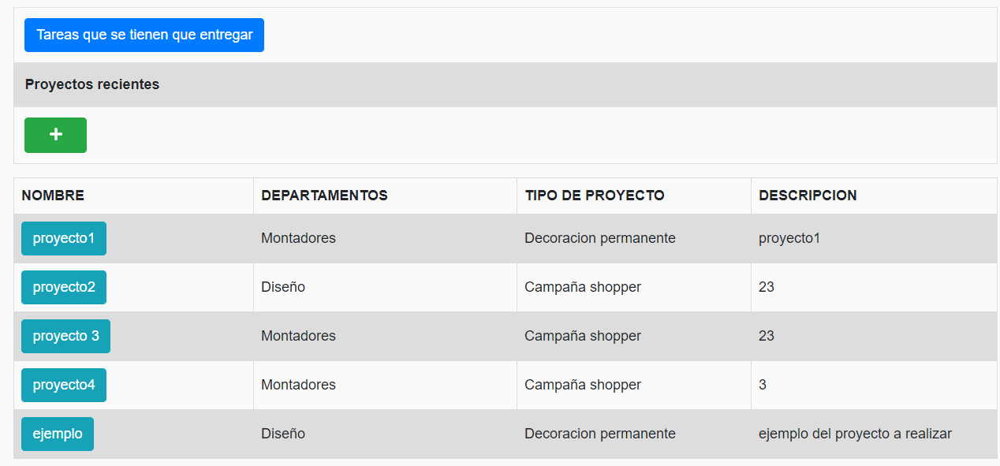 Tareas que se tienen que entregar
Proyectos recientes
+
NOMBRE DEPARTAMENTOS TIPO DE PROYECTO DESCRIPCION
proyecto1 Montadores Decoracion permanente proyecto1
proyecto2 Diseño Campaña shopper 23
proyecto 3 Montadores Campaña shopper 23
proyecto4 Montadores Campaña shopper 3
ejemplo Diseño Decoracion permanente ejemplo del proyecto a realizar